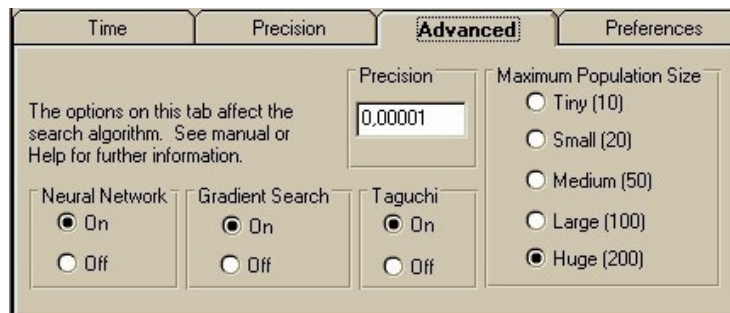 Time Precision Advanced Preferences
The options on this tab affect the
search algorithm. See manual or
Help for further information.
Precision
0,00001
Maximum Population Size
Tiny (10)
Small (20)
Medium (50)
Large (100)
Huge (200)
Neural Network
On
Off
Gradient Search
On
Off
Taguchi
On
Off